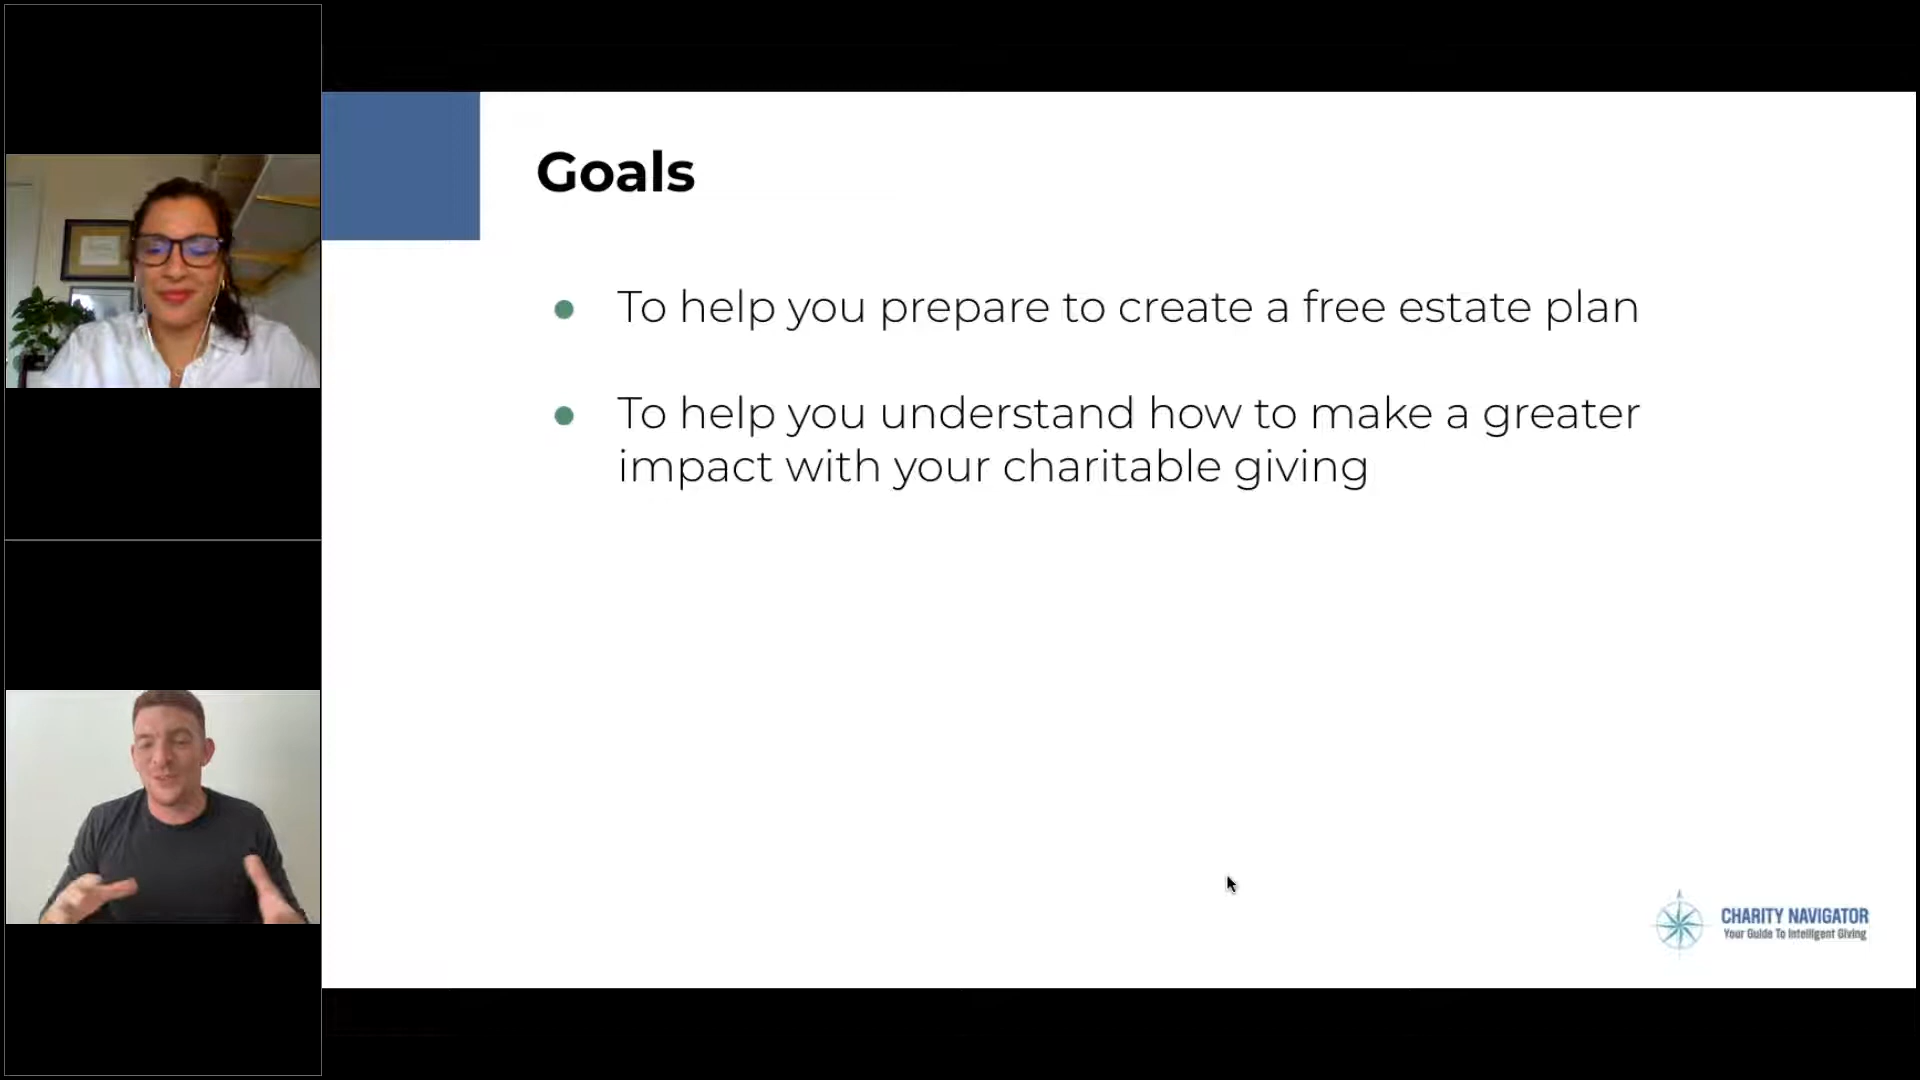 Goals
To help you prepare to create a free estate plan
To help you understand how to make a greater
impact with your charitable giving
CHARITY NAVIGATOR
Your Guide To Intelligent Giving